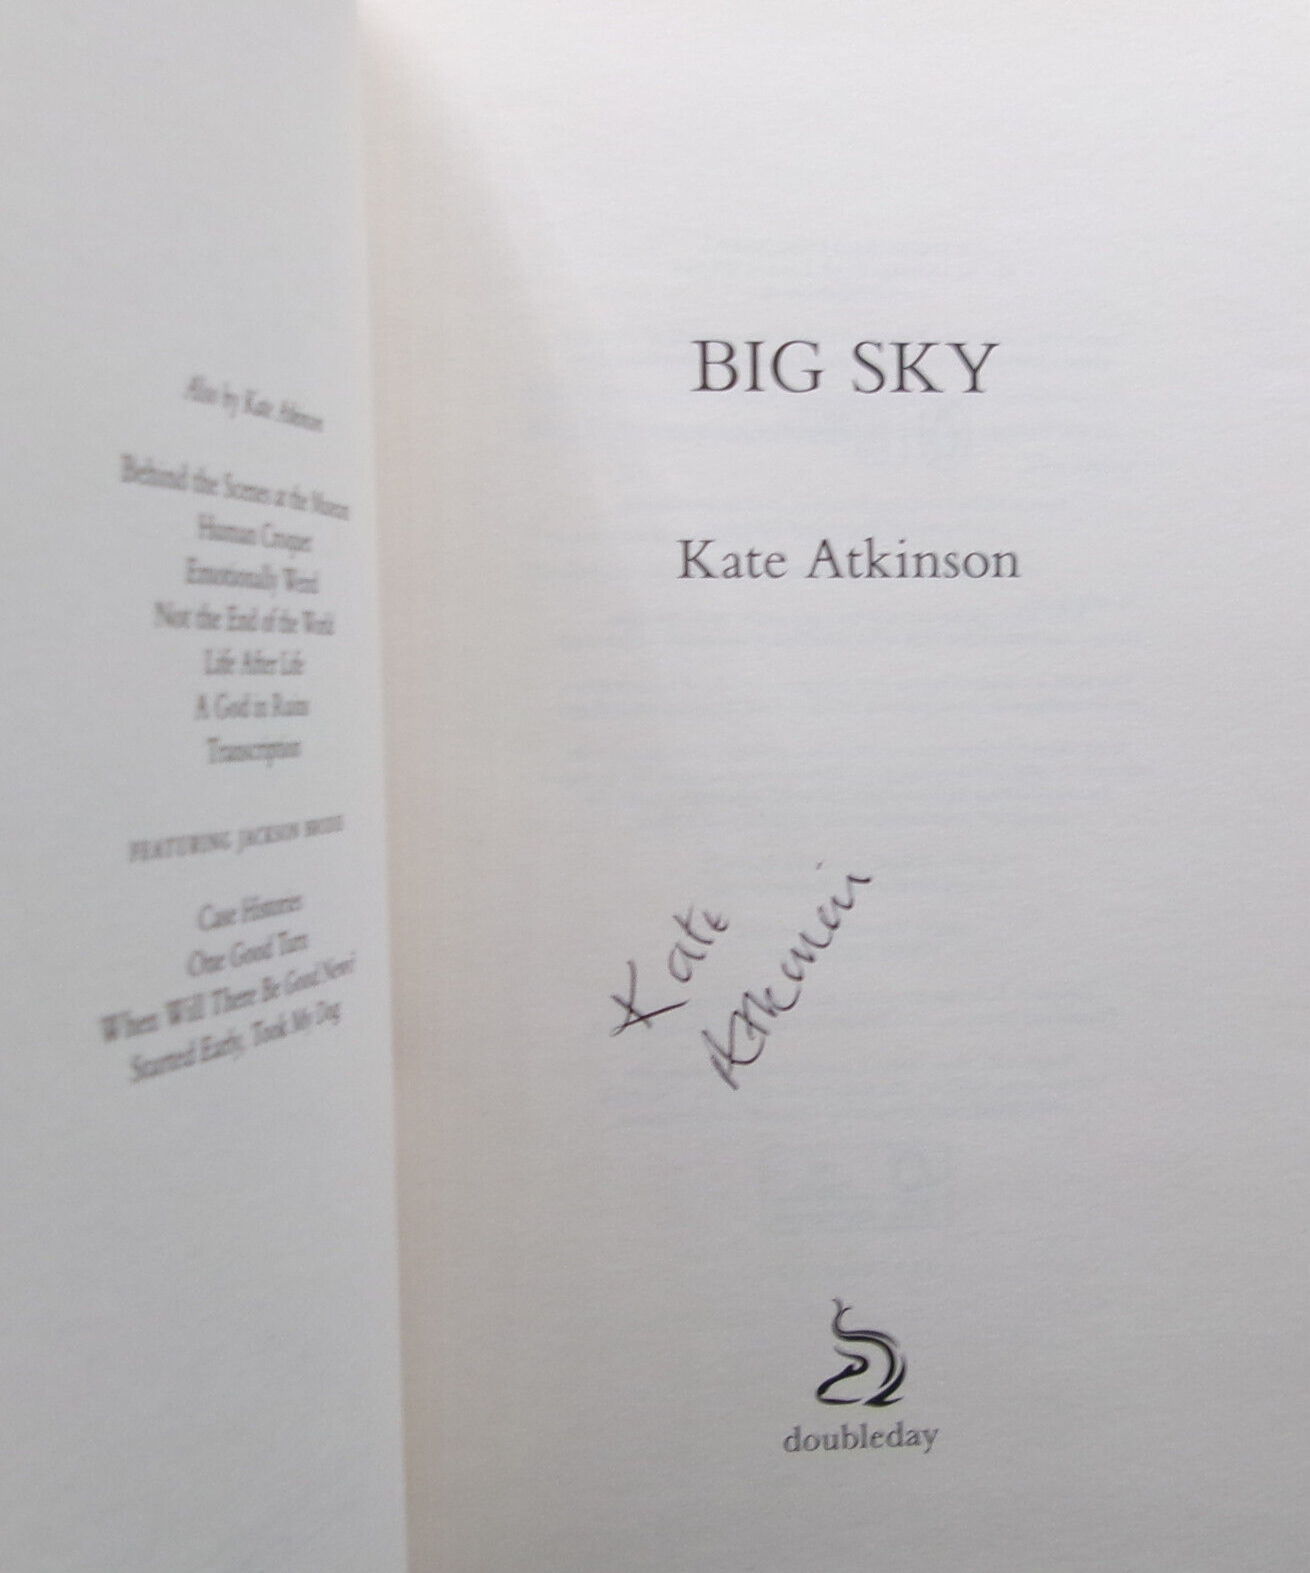 Also by Kate Atkinson
Behind the Scenes at the Museum
Human Croquet
Emotionally Weird
Not the End of the World
Life After Life
A God in Ruins
Transcription
FEATURING JACKSON BRODIE
Case Histories
One Good Turn
When Will There Be Good News?
Started Early, Took My Dog
BIG SKY
Kate Atkinson
Kate
Atkinson
doubleday